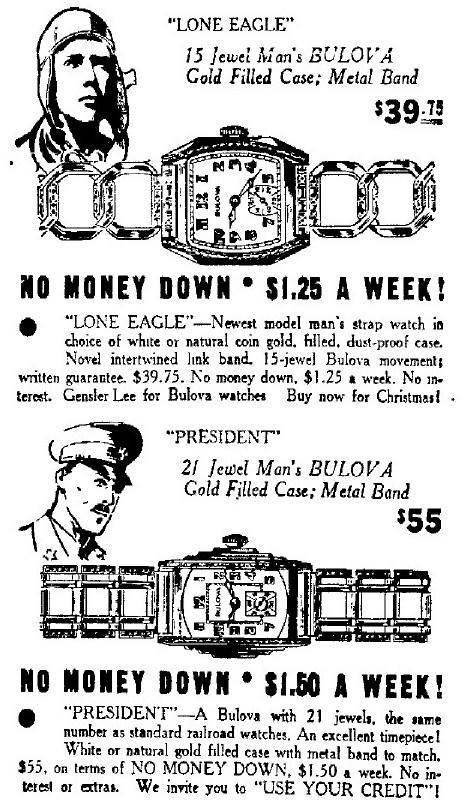 "LONE EAGLE"
15 Jewel Man's BULOVA
Gold Filled Case; Metal Band
$39.75
BULOVA
NO MONEY DOWN • $1.25 A WEEK!
● "LONE EAGLE"—Newest model man's strap watch in
choice of white or natural coin gold, filled, dust-proof case.
Novel intertwined link band. 15-jewel Bulova movement;
written guarantee. $39.75. No money down, $1.25 a week. No in-
terest. Gensler Lee for Bulova watches Buy now for Christmas!
"PRESIDENT"
21 Jewel Man's BULOVA
Gold Filled Case; Metal Band
$55
BULOVA
NO MONEY DOWN • $1.50 A WEEK!
● "PRESIDENT"—A Bulova with 21 jewels, the same
number as standard railroad watches. An excellent timepiece!
White or natural gold filled case with metal band to match.
$55, on terms of NO MONEY DOWN, $1.50 a week. No in-
terest or extras. We invite you to "USE YOUR CREDIT"!